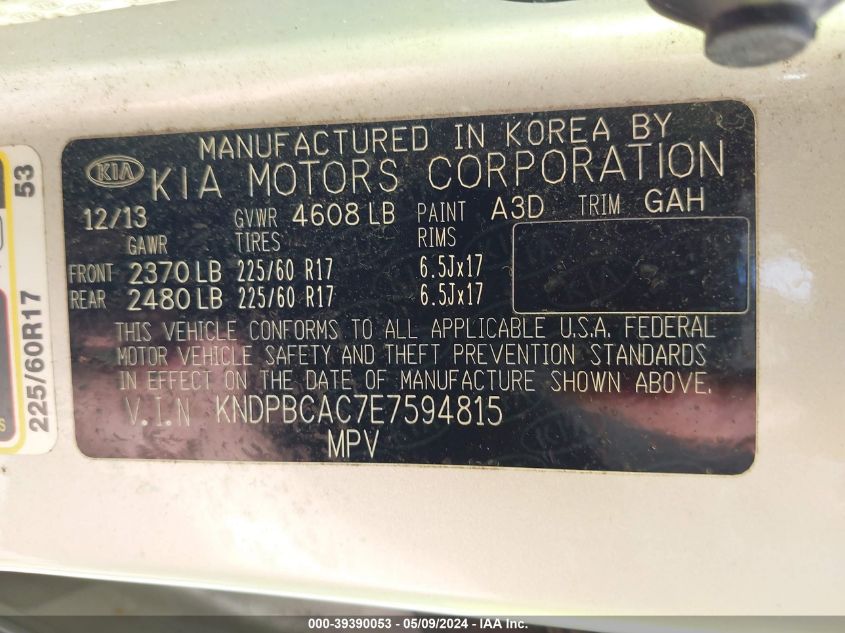 MANUFACTURED IN KOREA BY
KIA KIA MOTORS CORPORATION
12/13 GVWR 4608 LB PAINT A3D TRIM GAH
GAWR TIRES RIMS
FRONT 2370 LB 225/60 R17 6.5Jx17
REAR 2480 LB 225/60 R17 6.5Jx17
THIS VEHICLE CONFORMS TO ALL APPLICABLE U.S.A. FEDERAL
MOTOR VEHICLE SAFETY AND THEFT PREVENTION STANDARDS
IN EFFECT ON THE DATE OF MANUFACTURE SHOWN ABOVE.
V.I.N KNDPBCAC7E7594815
MPV
53
225/60R17
000-39390053 — 05/09/2024 — IAA Inc.